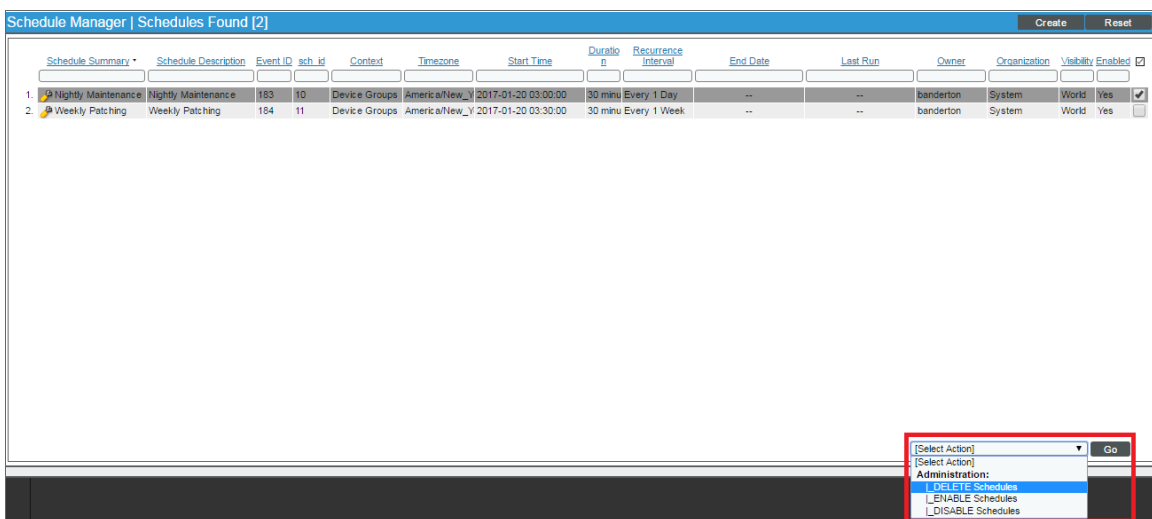 Schedule Manager | Schedules Found [2]
Create
Reset
Schedule Summary
Schedule Description
Event ID
sch_id
Context
Timezone
Start Time
Duratio
n
Recurrence
Interval
End Date
Last Run
Owner
Organization
Visibility
Enabled
1. Nightly Maintenance Nightly Maintenance 183 10 Device Groups America/New_Y 2017-01-20 03:00:00 30 minu Every 1 Day -- -- banderton System World Yes
2. Weekly Patching Weekly Patching 184 11 Device Groups America/New_Y 2017-01-20 03:30:00 30 minu Every 1 Week -- -- banderton System World Yes
[Select Action]
Go
[Select Action]
Administration:
|_DELETE Schedules
|_ENABLE Schedules
|_DISABLE Schedules